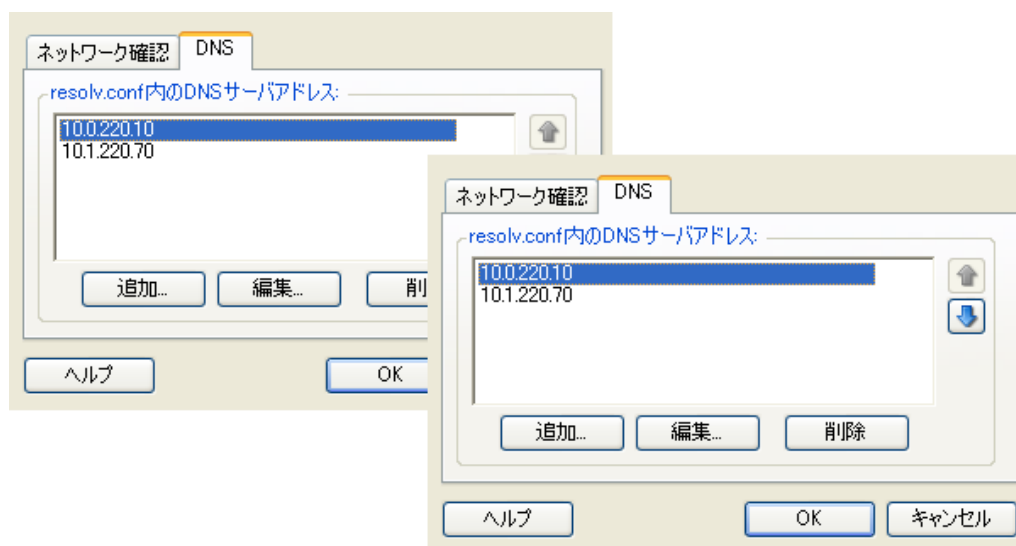 ネットワーク確認 DNS
resolv.conf内のDNSサーバアドレス:
10.0.220.10
10.1.220.70
追加... 編集... 削
ヘルプ OK
ネットワーク確認 DNS
resolv.conf内のDNSサーバアドレス:
10.0.220.10
10.1.220.70
追加... 編集... 削除
ヘルプ OK キャンセル